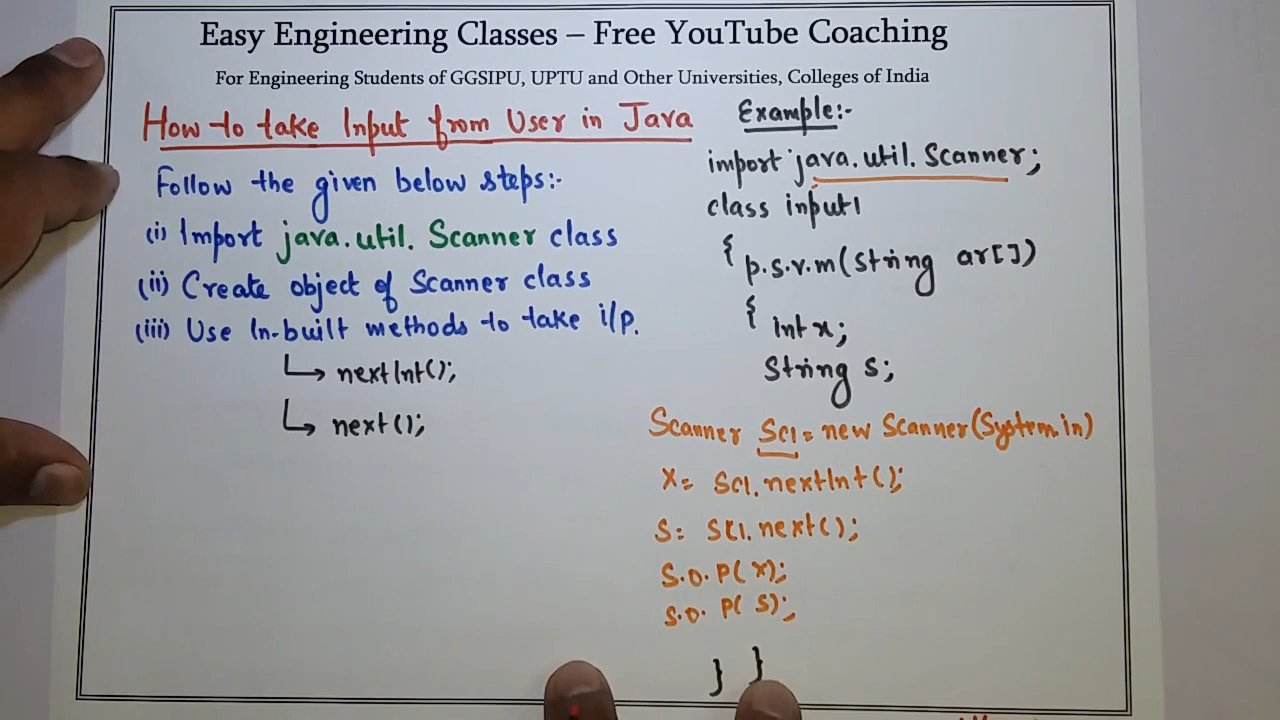 Easy Engineering Classes – Free YouTube Coaching
For Engineering Students of GGSIPU, UPTU and Other Universities, Colleges of India
How to take Input from User in Java
Follow the given below steps:-
(i) Import java.util.Scanner class
(ii) Create object of Scanner class
(iii) Use In-built methods to take i/p.
↳ nextInt();
↳ next();
Example:-
import java.util.Scanner;
class input1
{ p.s.v.m(String ar[])
{ int x;
String s;
Scanner Sc1 = new Scanner(System.in)
X= Sc1.nextInt();
S= Sc1.next();
S.O.P(X);
S.O.P(S);
} }